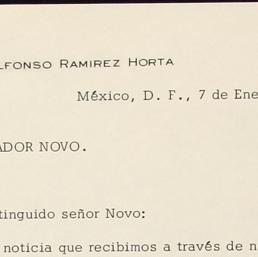 LFONSO RAMIREZ HORTA
México, D. F., 7 de Ene
ADOR NOVO.
tinguido señor Novo:
noticia que recibimos a través de n